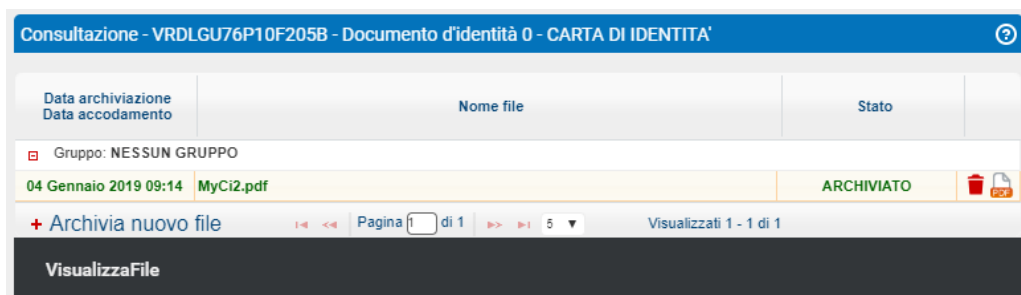 Consultazione - VRDLGU76P10F205B - Documento d'identità 0 - CARTA DI IDENTITA'
Data archiviazione
Data accodamento
Nome file
Stato
Gruppo: NESSUN GRUPPO
04 Gennaio 2019 09:14 MyCi2.pdf ARCHIVIATO PDF
+ Archivia nuovo file Pagina 1 di 1 5 Visualizzati 1 - 1 di 1
VisualizzaFile